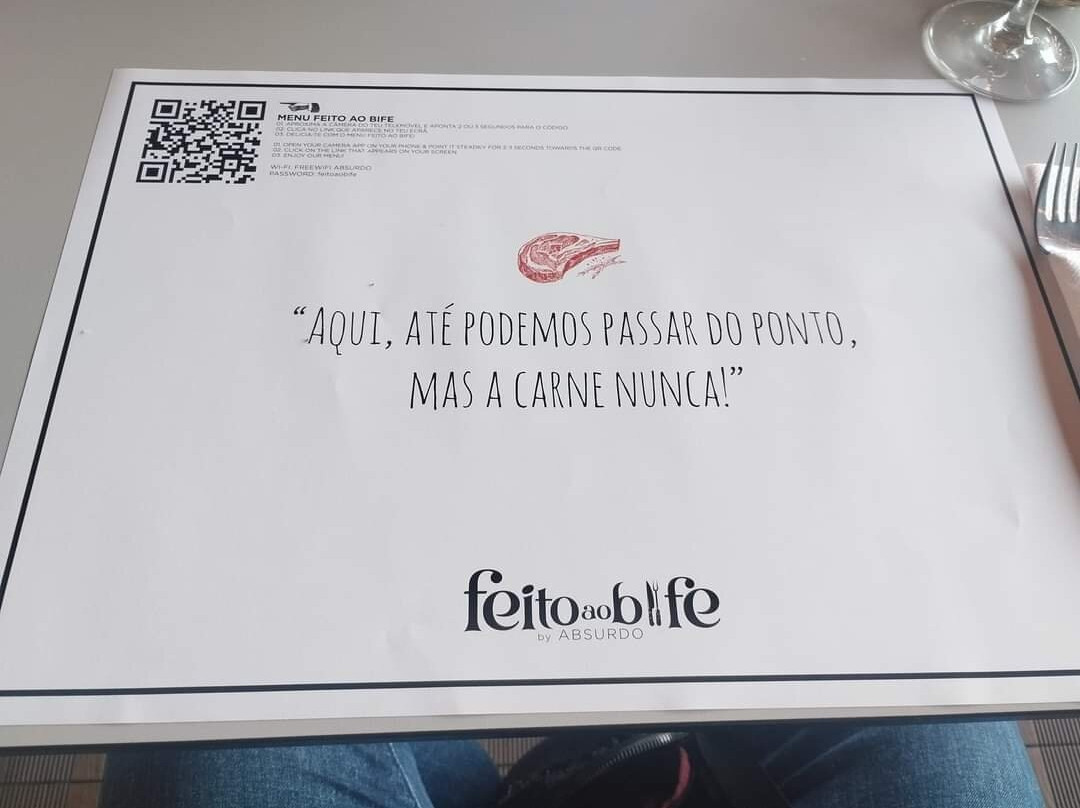 MENU FEITO AO BIFE
01. APROXIMA A CÂMERA DO TEU TELEMÓVEL E APONTA 2 OU 3 SEGUNDOS PARA O CÓDIGO
02. CLICA NO LINK QUE APARECE NO TEU ECRÃ
03. DELICIA-TE COM O MENU FEITO AO BIFE!
01. OPEN YOUR CAMERA APP ON YOUR PHONE & POINT IT STEADILY FOR 2-3 SECONDS TOWARDS THE QR CODE
02. CLICK ON THE LINK THAT APPEARS ON YOUR SCREEN
03. ENJOY OUR MENU!
WI-FI: FREEWIFI ABSURDO
PASSWORD: feitoaobife
“AQUI, ATÉ PODEMOS PASSAR DO PONTO,
MAS A CARNE NUNCA!”
feito ao bife
by ABSURDO